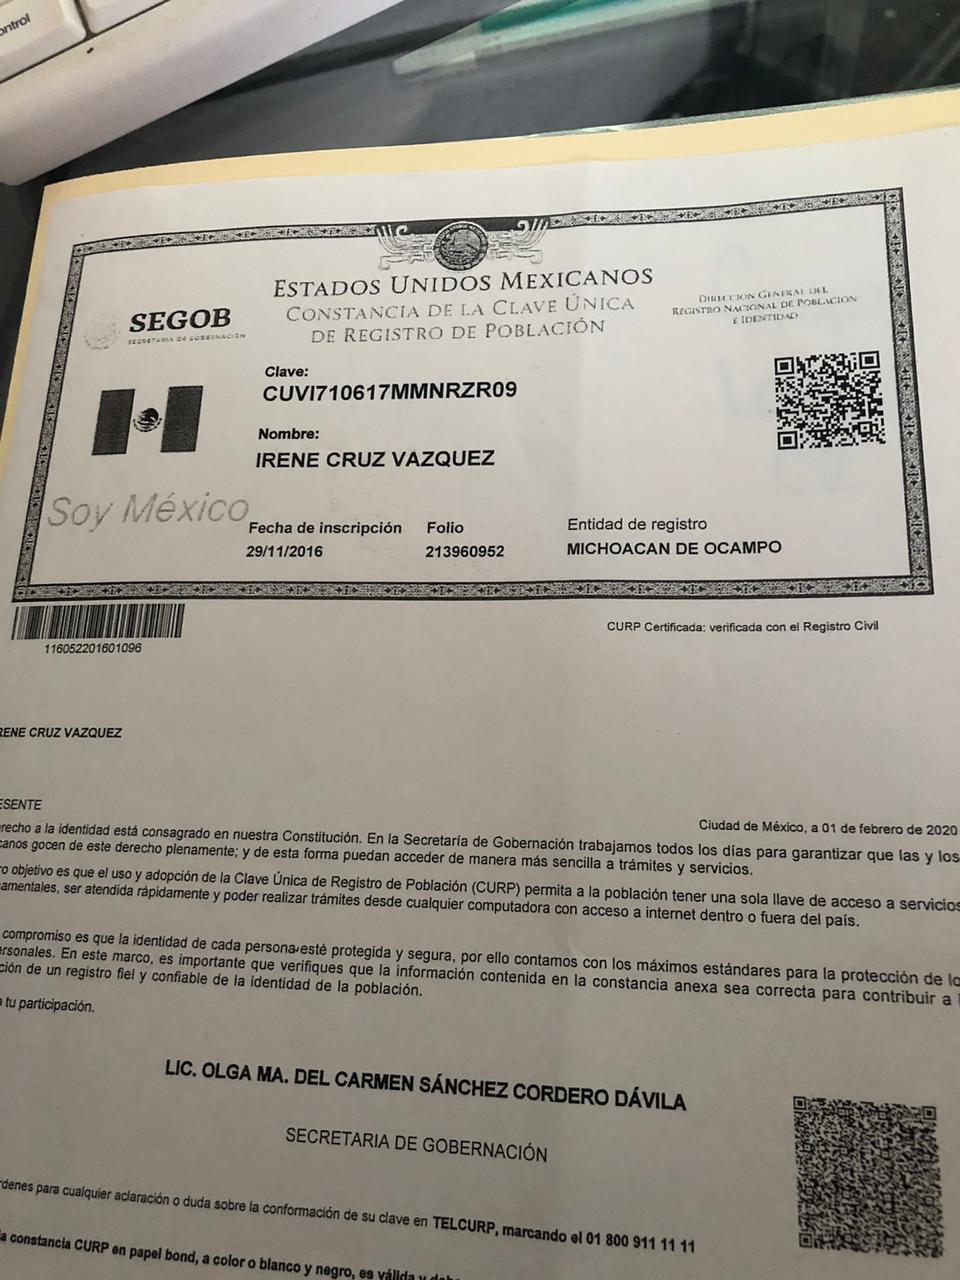 ontrol
ESTADOS UNIDOS MEXICANOS
CONSTANCIA DE LA CLAVE ÚNICA
DE REGISTRO DE POBLACIÓN
SEGOB
SECRETARÍA DE GOBERNACIÓN
DIRECCIÓN GENERAL DEL
REGISTRO NACIONAL DE POBLACIÓN
E IDENTIDAD
Clave:
CUVI710617MMNRZR09
Nombre:
IRENE CRUZ VAZQUEZ
Soy México
Fecha de inscripción Folio Entidad de registro
29/11/2016 213960952 MICHOACAN DE OCAMPO
116052201601096
CURP Certificada: verificada con el Registro Civil
RENE CRUZ VAZQUEZ
ESENTE
Ciudad de México, a 01 de febrero de 2020
recho a la identidad está consagrado en nuestra Constitución. En la Secretaría de Gobernación trabajamos todos los días para garantizar que las y los
canos gocen de este derecho plenamente; y de esta forma puedan acceder de manera más sencilla a trámites y servicios.
ro objetivo es que el uso y adopción de la Clave Única de Registro de Población (CURP) permita a la población tener una sola llave de acceso a servicios
amentales, ser atendida rápidamente y poder realizar trámites desde cualquier computadora con acceso a internet dentro o fuera del país.
compromiso es que la identidad de cada persona esté protegida y segura, por ello contamos con los máximos estándares para la protección de lo
ersonales. En este marco, es importante que verifiques que la información contenida en la constancia anexa sea correcta para contribuir a l
ción de un registro fiel y confiable de la identidad de la población.
o tu participación.
LIC. OLGA MA. DEL CARMEN SÁNCHEZ CORDERO DÁVILA
SECRETARIA DE GOBERNACIÓN
rdenes para cualquier aclaración o duda sobre la conformación de su clave en TELCURP, marcando el 01 800 911 11 11
a constancia CURP en papel bond, a color o blanco y negro, es válida y